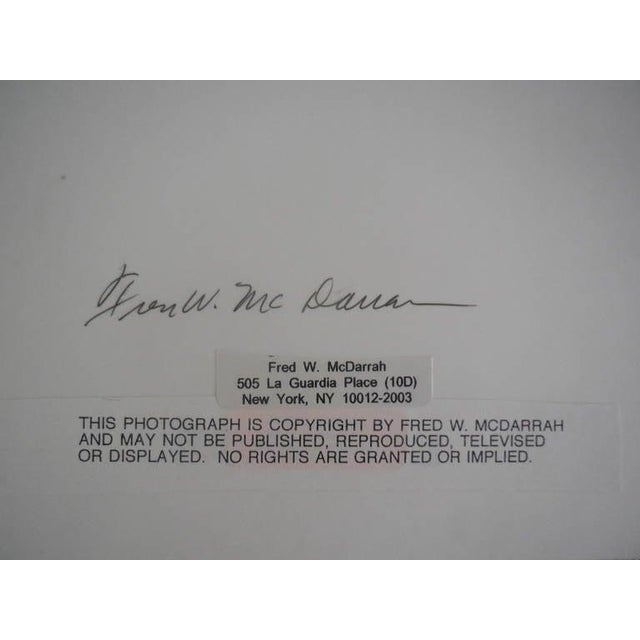 Fred W. McDarrah
Fred W. McDarrah
505 La Guardia Place (10D)
New York, NY 10012-2003
THIS PHOTOGRAPH IS COPYRIGHT BY FRED W. MCDARRAH
AND MAY NOT BE PUBLISHED, REPRODUCED, TELEVISED
OR DISPLAYED. NO RIGHTS ARE GRANTED OR IMPLIED.